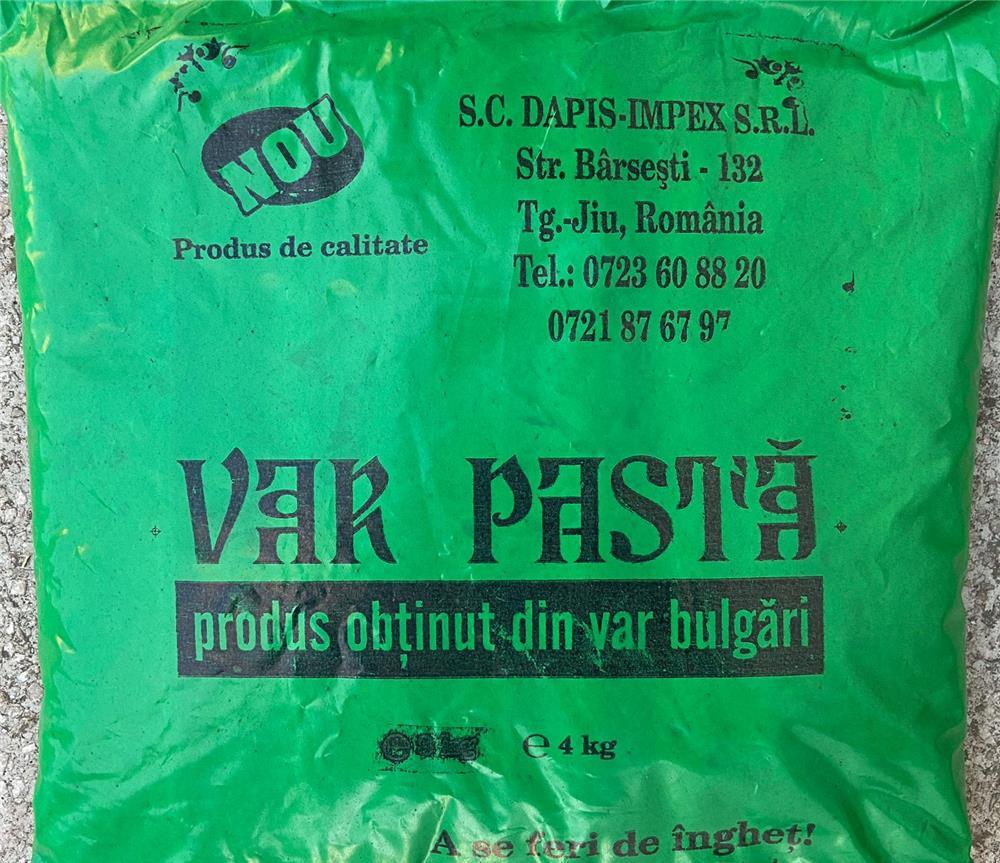 NOU
Produs de calitate
S.C. DAPIS-IMPEX S.R.L.
Str. Bârseşti - 132
Tg.-Jiu, România
Tel.: 0723 60 88 20
0721 87 67 97
VAR PASTĂ
produs obținut din var bulgări
℮ 4 kg
A se feri de îngheț!